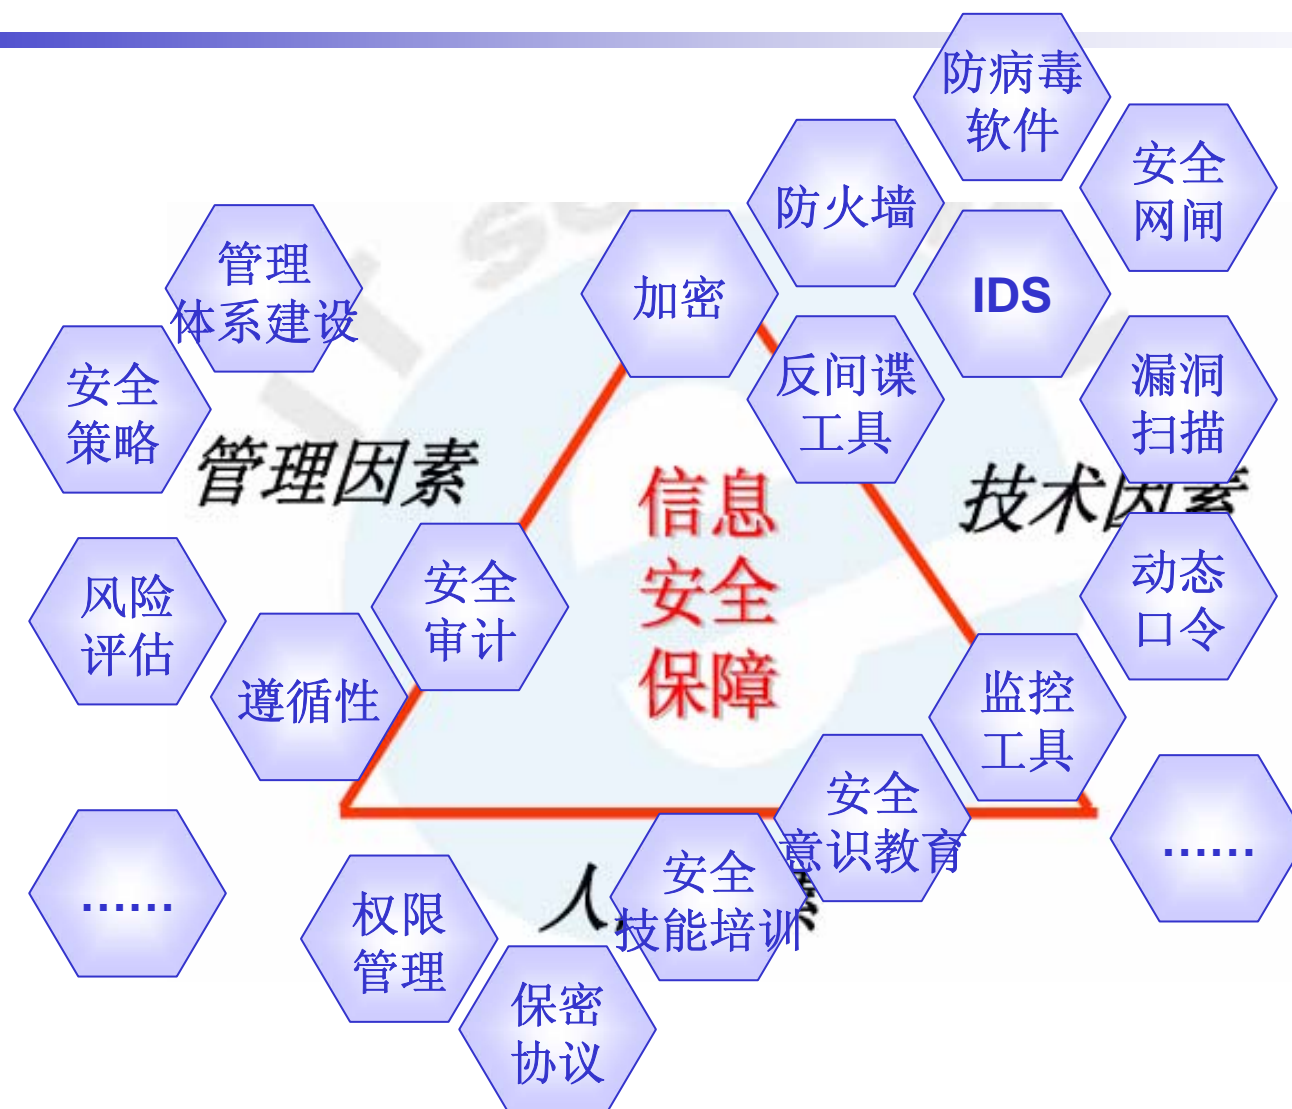 防病毒
软件
安全
网闸
防火墙
管理
体系建设
加密
IDS
安全
策略
反间谍
工具
漏洞
扫描
管理因素
技术因素
信息
安全
保障
风险
评估
安全
审计
动态
口令
遵循性
监控
工具
安全
意识教育
......
......
人
安全
技能培训
权限
管理
保密
协议